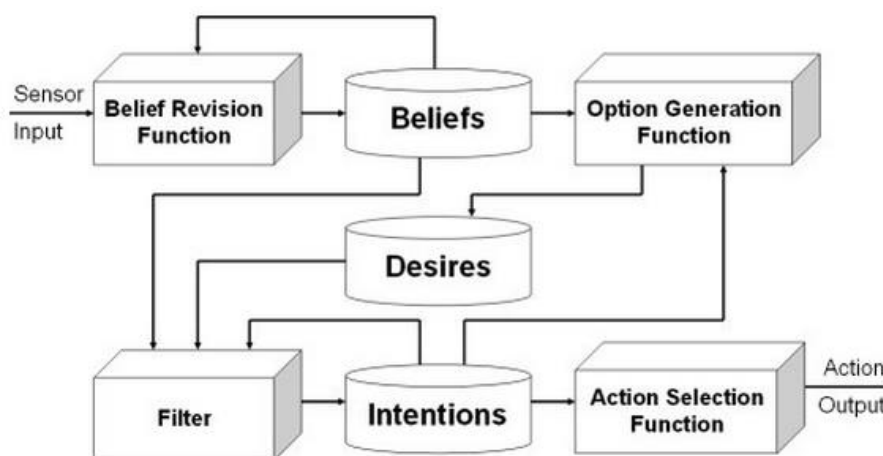 Sensor
Input
Belief Revision
Function
Beliefs
Option Generation
Function
Desires
Filter
Intentions
Action Selection
Function
Action
Output